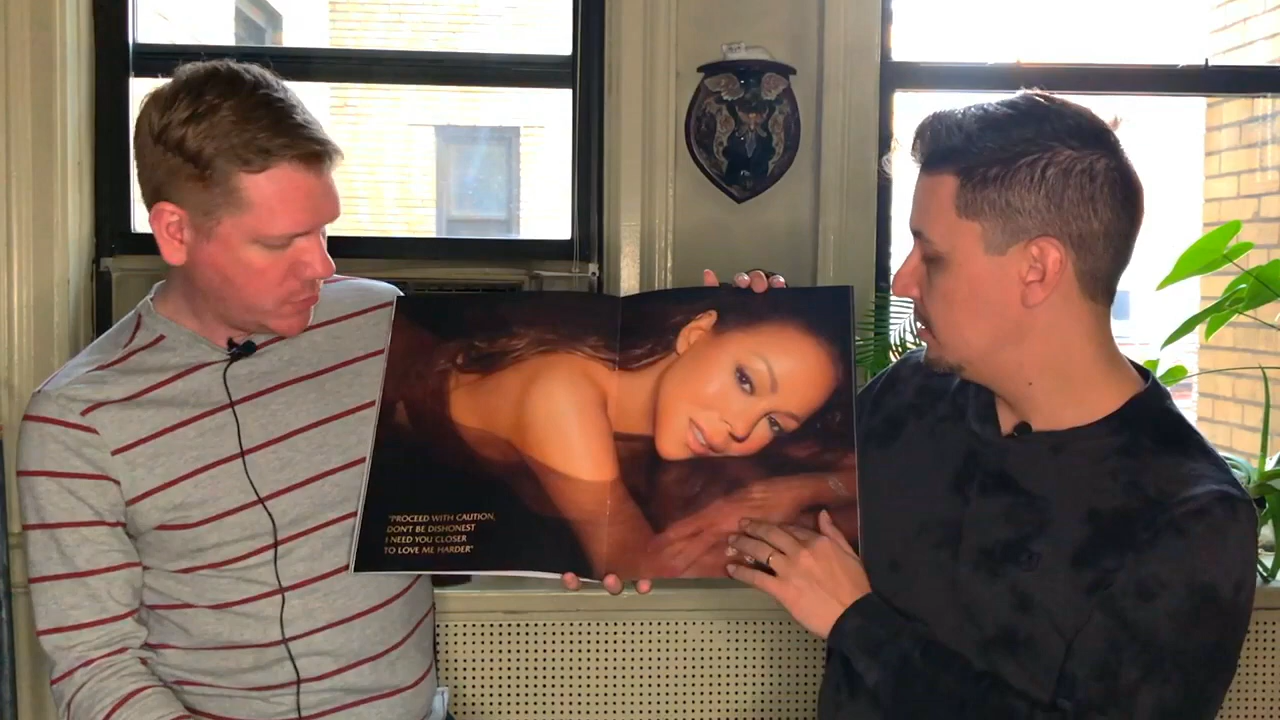 "PROCEED WITH CAUTION,
DON'T BE DISHONEST
I NEED YOU CLOSER
TO LOVE ME HARDER"